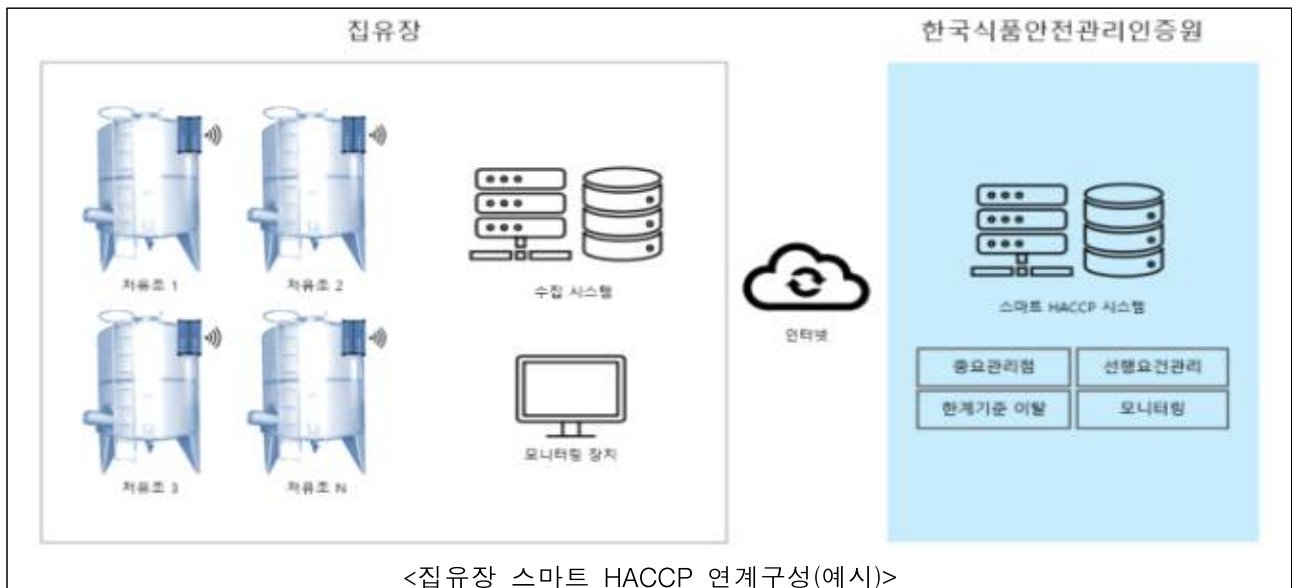 집유장
한국식품안전관리인증원
저유조 1
저유조 2
수집 시스템
저유조 3
저유조 N
모니터링 장치
인터넷
스마트 HACCP 시스템
중요관리점
선행요건관리
한계기준 이탈
모니터링
<집유장 스마트 HACCP 연계구성(예시)>